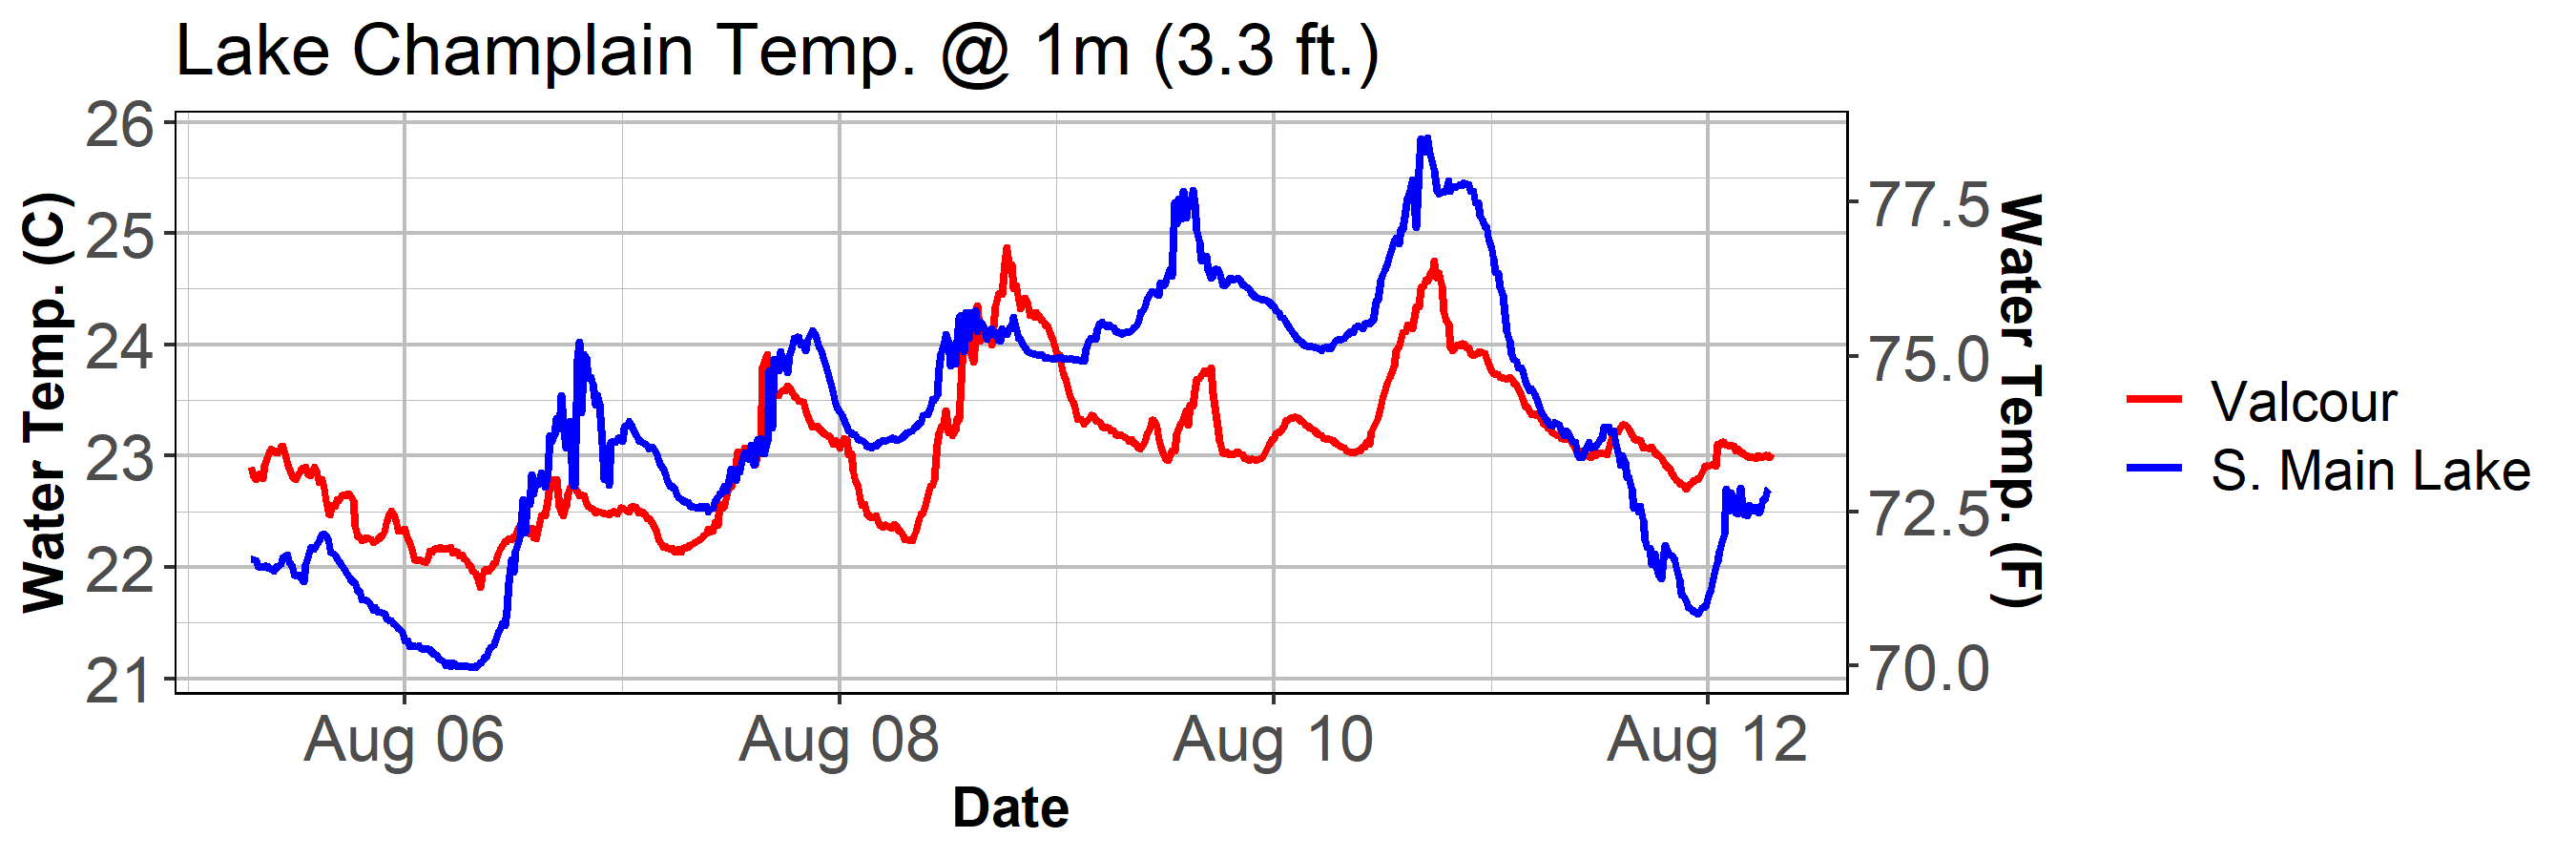 Lake Champlain Temp. @ 1m (3.3 ft.)
Water Temp. (C)
26
25
24
23
22
21
77.5
75.0
72.5
70.0
Water Temp. (F)
Aug 06
Aug 08
Aug 10
Aug 12
Date
Valcour
S. Main Lake